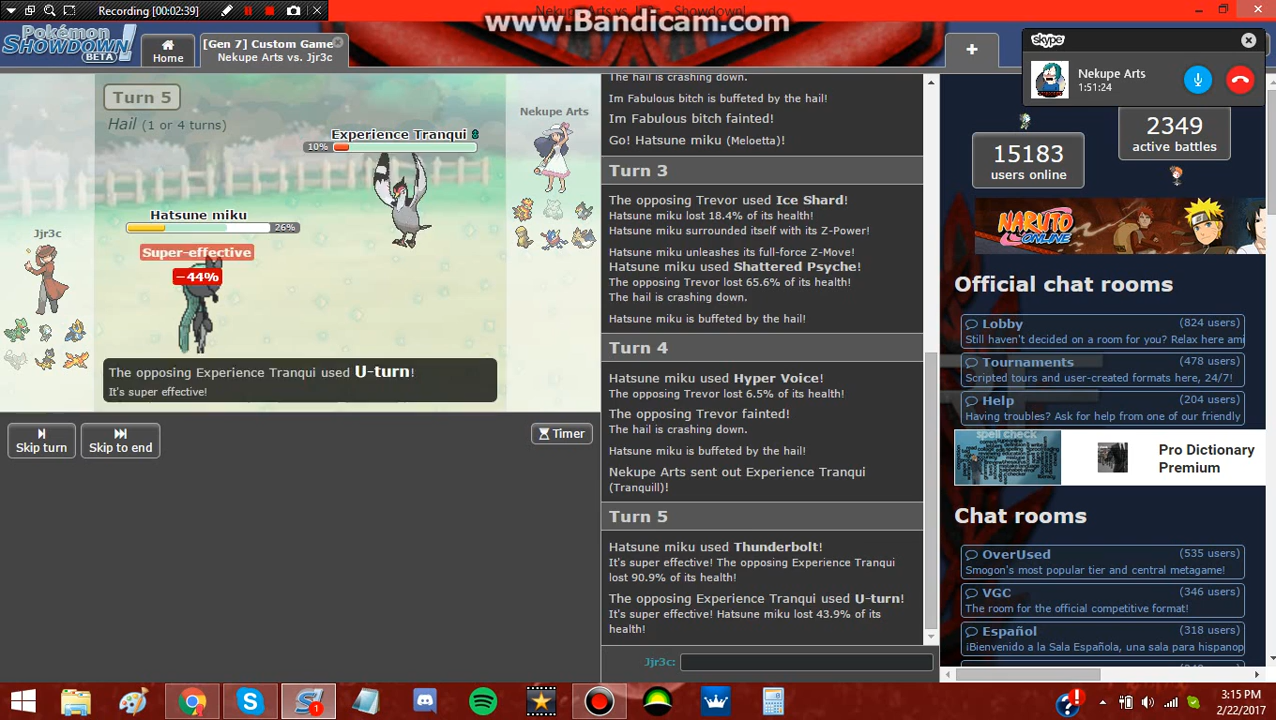 Recording [00:02:39]
Nekupe Arts vs. Jjr3c - Showdown!
www.Bandicam.com
Pokémon
SHOWDOWN!
BETA
Home
[Gen 7] Custom Game
Nekupe Arts vs. Jjr3c
Turn 5
Hail (1 or 4 turns)
Experience Tranqui
10%
Nekupe Arts
Jjr3c
Hatsune miku
26%
Super-effective
−44%
The opposing Experience Tranqui used U-turn!
It's super effective!
Skip turn
Skip to end
Timer
The hail is crashing down.
Im Fabulous bitch is buffeted by the hail!
Im Fabulous bitch fainted!
Go! Hatsune miku (Meloetta)!
Turn 3
The opposing Trevor used Ice Shard!
Hatsune miku lost 18.4% of its health!
Hatsune miku surrounded itself with its Z-Power!
Hatsune miku unleashes its full-force Z-Move!
Hatsune miku used Shattered Psyche!
The opposing Trevor lost 65.6% of its health!
The hail is crashing down.
Hatsune miku is buffeted by the hail!
Turn 4
Hatsune miku used Hyper Voice!
The opposing Trevor lost 6.5% of its health!
The opposing Trevor fainted!
The hail is crashing down.
Hatsune miku is buffeted by the hail!
Nekupe Arts sent out Experience Tranqui
(Tranquill)!
Turn 5
Hatsune miku used Thunderbolt!
It's super effective! The opposing Experience Tranqui
lost 90.9% of its health!
The opposing Experience Tranqui used U-turn!
It's super effective! Hatsune miku lost 43.9% of its
health!
Jjr3c:
skype
Nekupe Arts
1:51:24
15183
users online
2349
active battles
NARUTO
ONLINE
Official chat rooms
Lobby
(824 users)
Still haven't decided on a room for you? Relax here ami
Tournaments
(478 users)
Scripted tours and user-created formats here, 24/7!
Help
(204 users)
Having troubles? Ask for help from one of our friendly
spell check
Pro Dictionary
Premium
Chat rooms
OverUsed
(535 users)
Smogon's most popular tier and central metagame!
VGC
(346 users)
The room for the official competitive format!
Español
(318 users)
¡Bienvenido a la Sala Española, una sala para hispanop
1
3:15 PM
2/22/2017